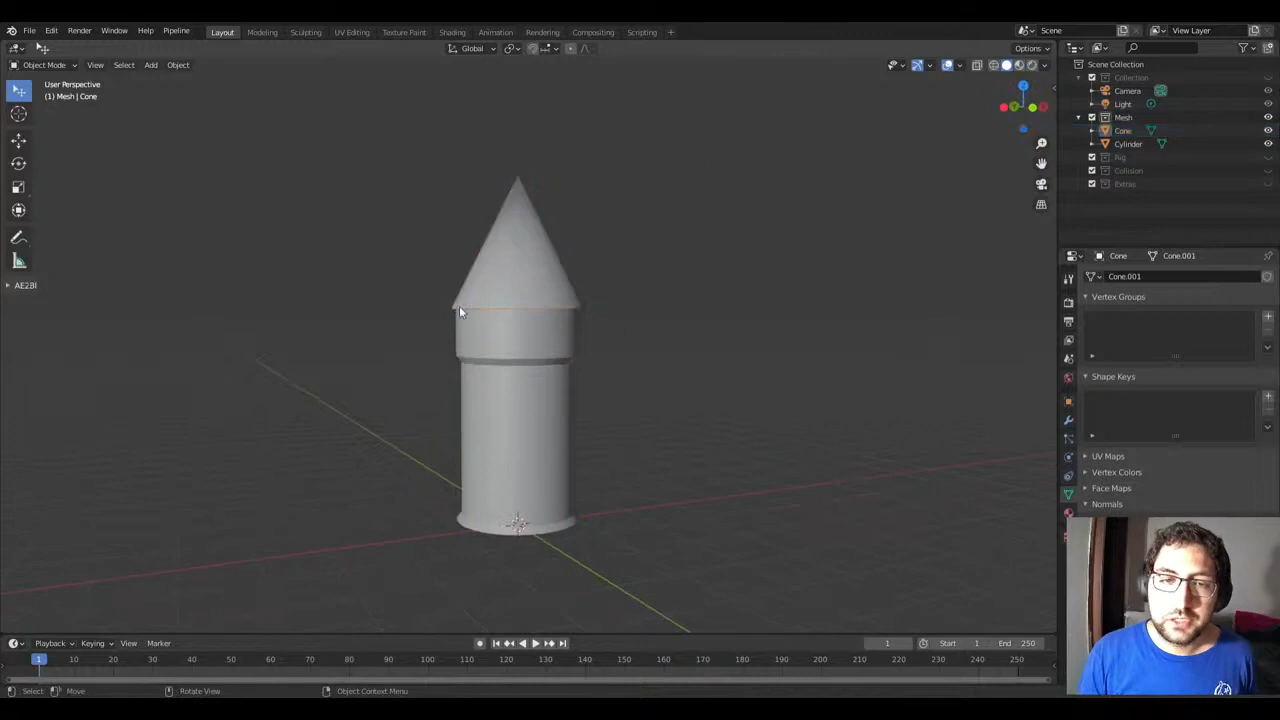 File Edit Render Window Help Pipeline Layout Modeling Sculpting UV Editing Texture Paint Shading Animation Rendering Compositing Scripting + Scene View Layer
Global Options
Object Mode View Select Add Object
User Perspective
(1) Mesh | Cone
Scene Collection
Collection
Camera
Light
Mesh
Cone
Cylinder
Rig
Collision
Extras
Z
Y
AE2BI
Cone Cone.001
Cone.001
Vertex Groups
Shape Keys
UV Maps
Vertex Colors
Face Maps
Normals
Playback Keying View Marker 1 Start 1 End 250
1 10 20 30 40 50 60 70 80 90 100 110 120 130 140 150 160 170 180 190 200 210 220 230 240 250
Select Move Rotate View Object Context Menu